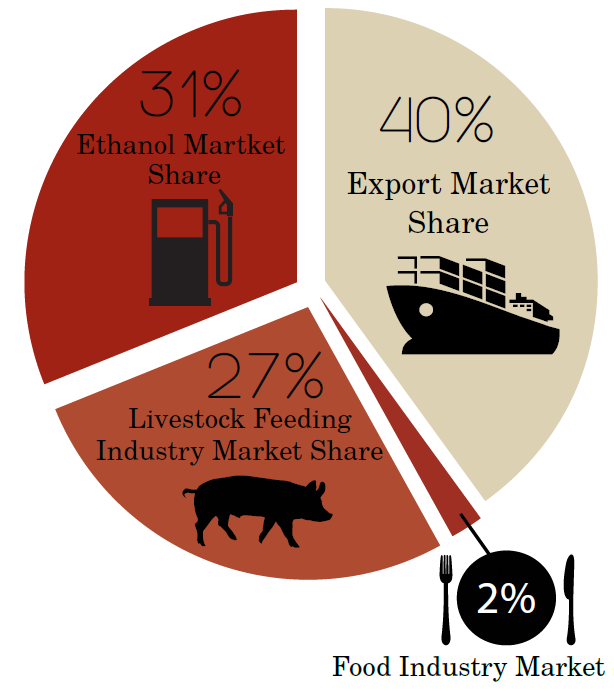 31%
Ethanol Martket
Share
40%
Export Market
Share
27%
Livestock Feeding
Industry Market Share
2%
Food Industry Market